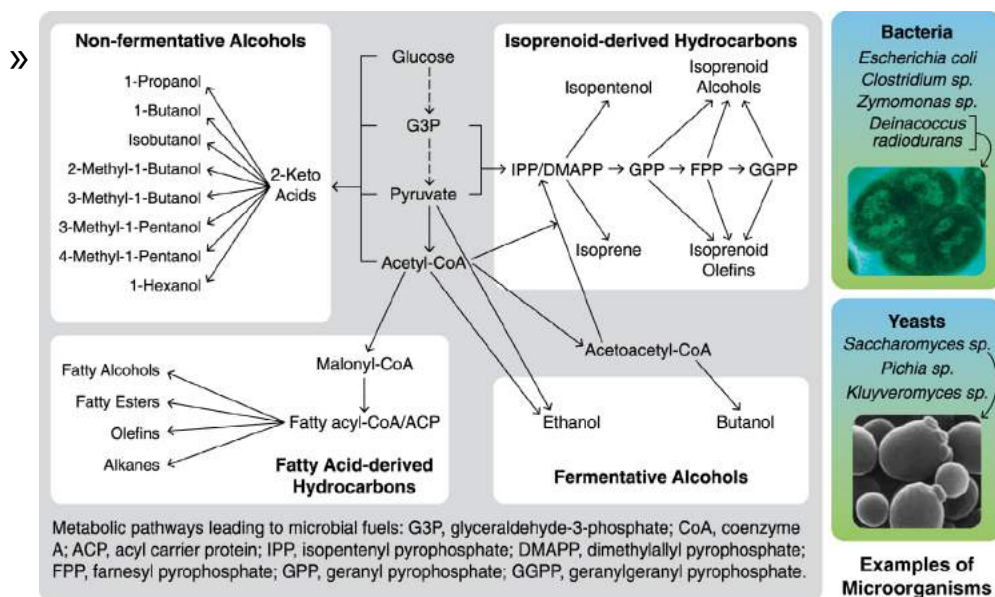 »
Non-fermentative Alcohols
1-Propanol
1-Butanol
Isobutanol
2-Methyl-1-Butanol
3-Methyl-1-Butanol
3-Methyl-1-Pentanol
4-Methyl-1-Pentanol
1-Hexanol
2-Keto
Acids
Glucose
G3P
Pyruvate
Acetyl-CoA
Isoprenoid-derived Hydrocarbons
Isopentenol
Isoprenoid
Alcohols
IPP/DMAPP
GPP
FPP
GGPP
Isoprene
Isoprenoid
Olefins
Malonyl-CoA
Fatty Alcohols
Fatty Esters
Olefins
Alkanes
Fatty acyl-CoA/ACP
Fatty Acid-derived
Hydrocarbons
Acetoacetyl-CoA
Ethanol
Butanol
Fermentative Alcohols
Metabolic pathways leading to microbial fuels: G3P, glyceraldehyde-3-phosphate; CoA, coenzyme
A; ACP, acyl carrier protein; IPP, isopentenyl pyrophosphate; DMAPP, dimethylallyl pyrophosphate;
FPP, farnesyl pyrophosphate; GPP, geranyl pyrophosphate; GGPP, geranylgeranyl pyrophosphate.
Bacteria
Escherichia coli
Clostridium sp.
Zymomonas sp.
Deinacoccus
radiodurans
Yeasts
Saccharomyces sp.
Pichia sp.
Kluyveromyces sp.
Examples of
Microorganisms